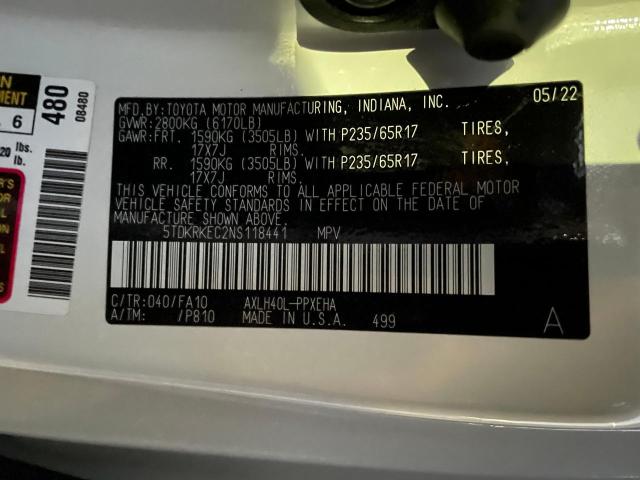 MFD.BY:TOYOTA MOTOR MANUFACTURING, INDIANA, INC. 05/22
GVWR:2800KG (6170LB)
GAWR:FRT. 1590KG (3505LB) WITH P235/65R17 TIRES,
17X7J RIMS.
RR. 1590KG (3505LB) WITH P235/65R17 TIRES,
17X7J RIMS.
THIS VEHICLE CONFORMS TO ALL APPLICABLE FEDERAL MOTOR
VEHICLE SAFETY STANDARDS IN EFFECT ON THE DATE OF
MANUFACTURE SHOWN ABOVE.
5TDKRKEC2NS118441 MPV
C/TR:040/FA10 AXLH40L-PPXEHA
A/TM: /P810 MADE IN U.S.A. 499 A
6
20 lbs.
lb.
480
08480